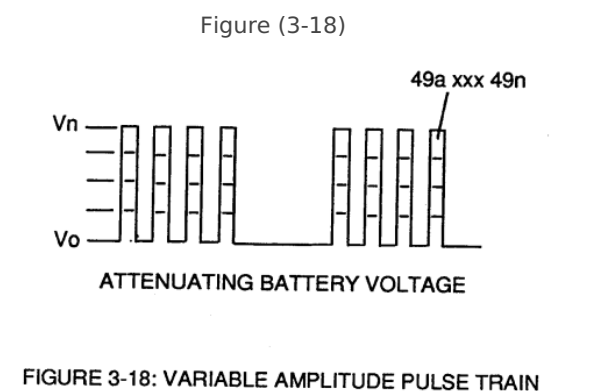 Figure (3-18)
49a xxx 49n
Vn
Vo
ATTENUATING BATTERY VOLTAGE
FIGURE 3-18: VARIABLE AMPLITUDE PULSE TRAIN